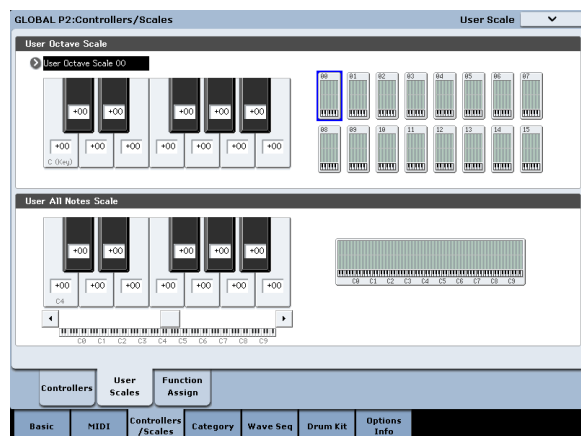 GLOBAL P2:Controllers/Scales User Scale
User Octave Scale
User Octave Scale 00
00 01 02 03 04 05 06 07
+00 +00 +00 +00 +00
+00 +00 +00 +00 +00 +00 +00
C (Key)
08 09 10 11 12 13 14 15
User All Notes Scale
+00 +00 +00 +00 +00
+00 +00 +00 +00 +00 +00 +00
C4
C0 C1 C2 C3 C4 C5 C6 C7 C8 C9
C0 C1 C2 C3 C4 C5 C6 C7 C8 C9
Controllers
User
Scales
Function
Assign
Basic
MIDI
Controllers
/Scales
Category
Wave Seq
Drum Kit
Options
Info